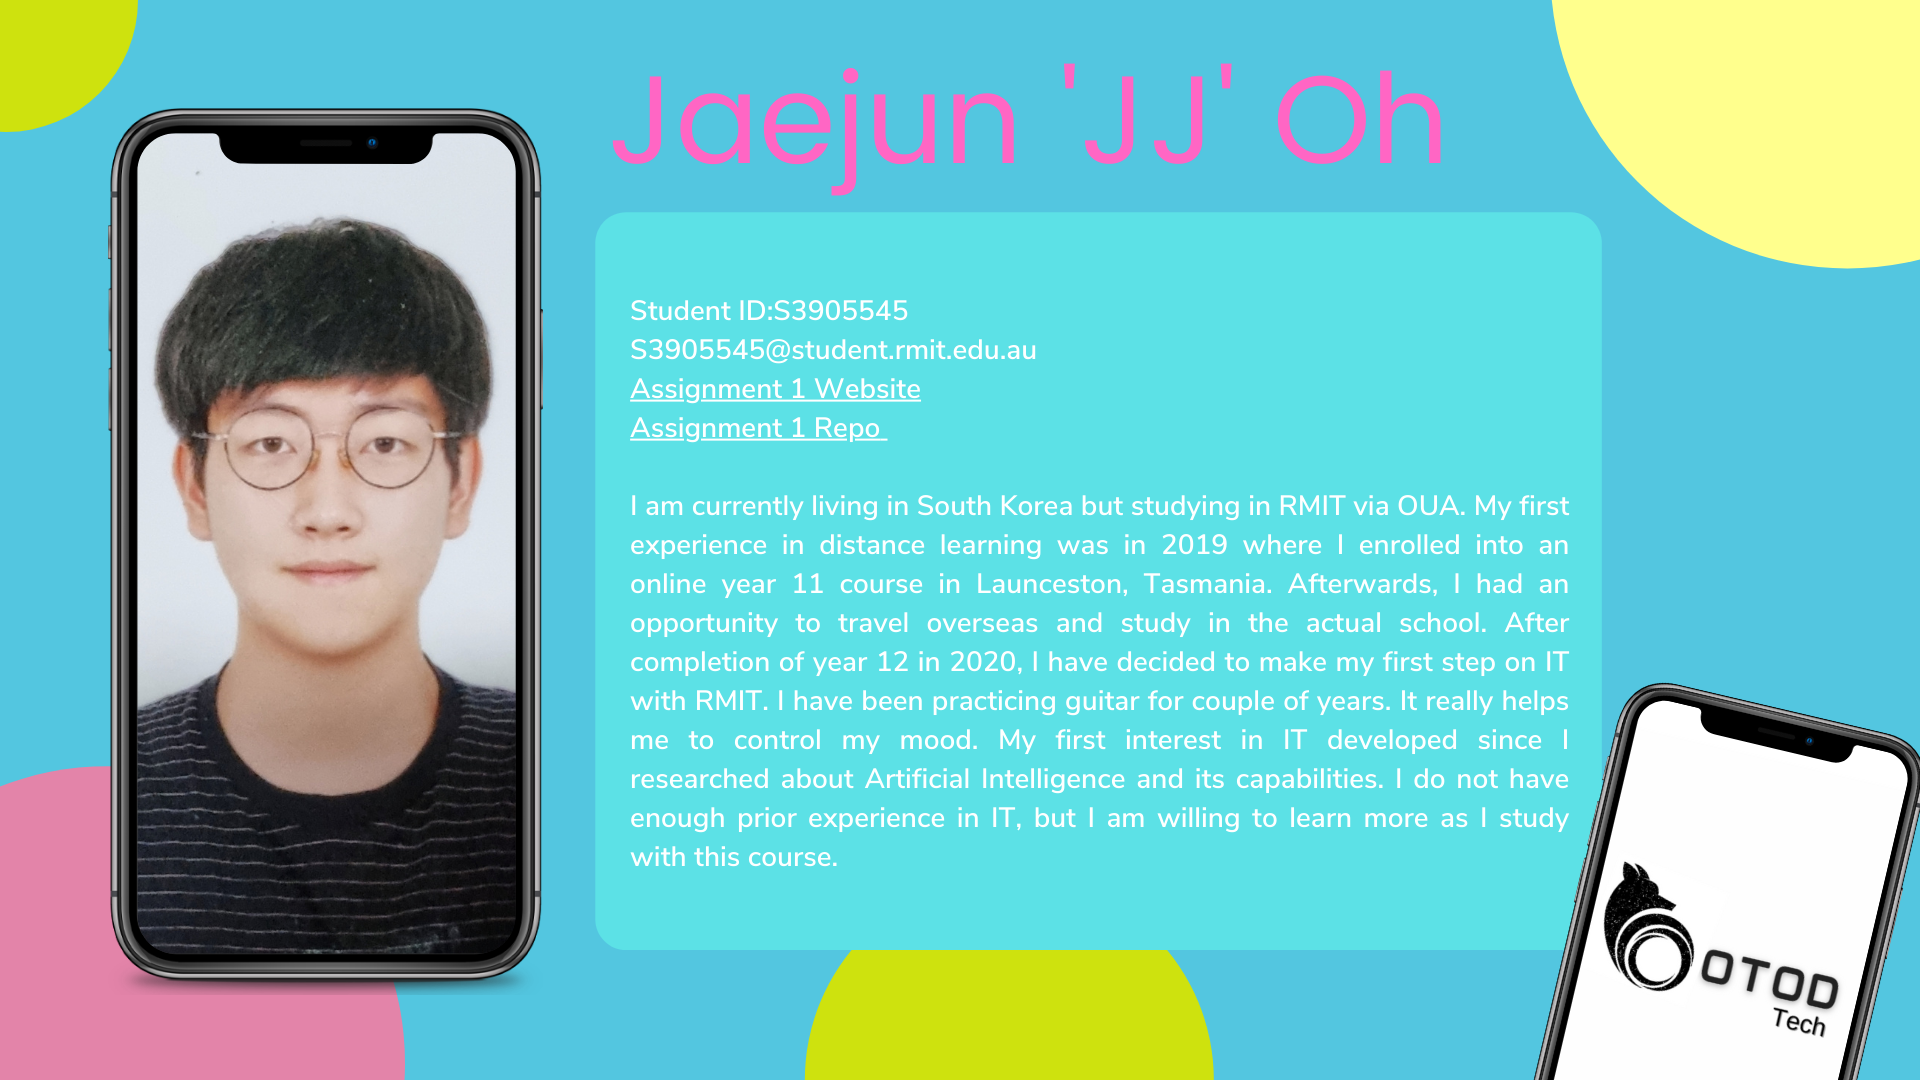 Jaejun 'JJ' Oh
Student ID:S3905545
S3905545@student.rmit.edu.au
Assignment 1 Website
Assignment 1 Repo
I am currently living in South Korea but studying in RMIT via OUA. My first
experience in distance learning was in 2019 where I enrolled into an
online year 11 course in Launceston, Tasmania. Afterwards, I had an
opportunity to travel overseas and study in the actual school. After
completion of year 12 in 2020, I have decided to make my first step on IT
with RMIT. I have been practicing guitar for couple of years. It really helps
me to control my mood. My first interest in IT developed since I
researched about Artificial Intelligence and its capabilities. I do not have
enough prior experience in IT, but I am willing to learn more as I study
with this course.
OTOD
Tech